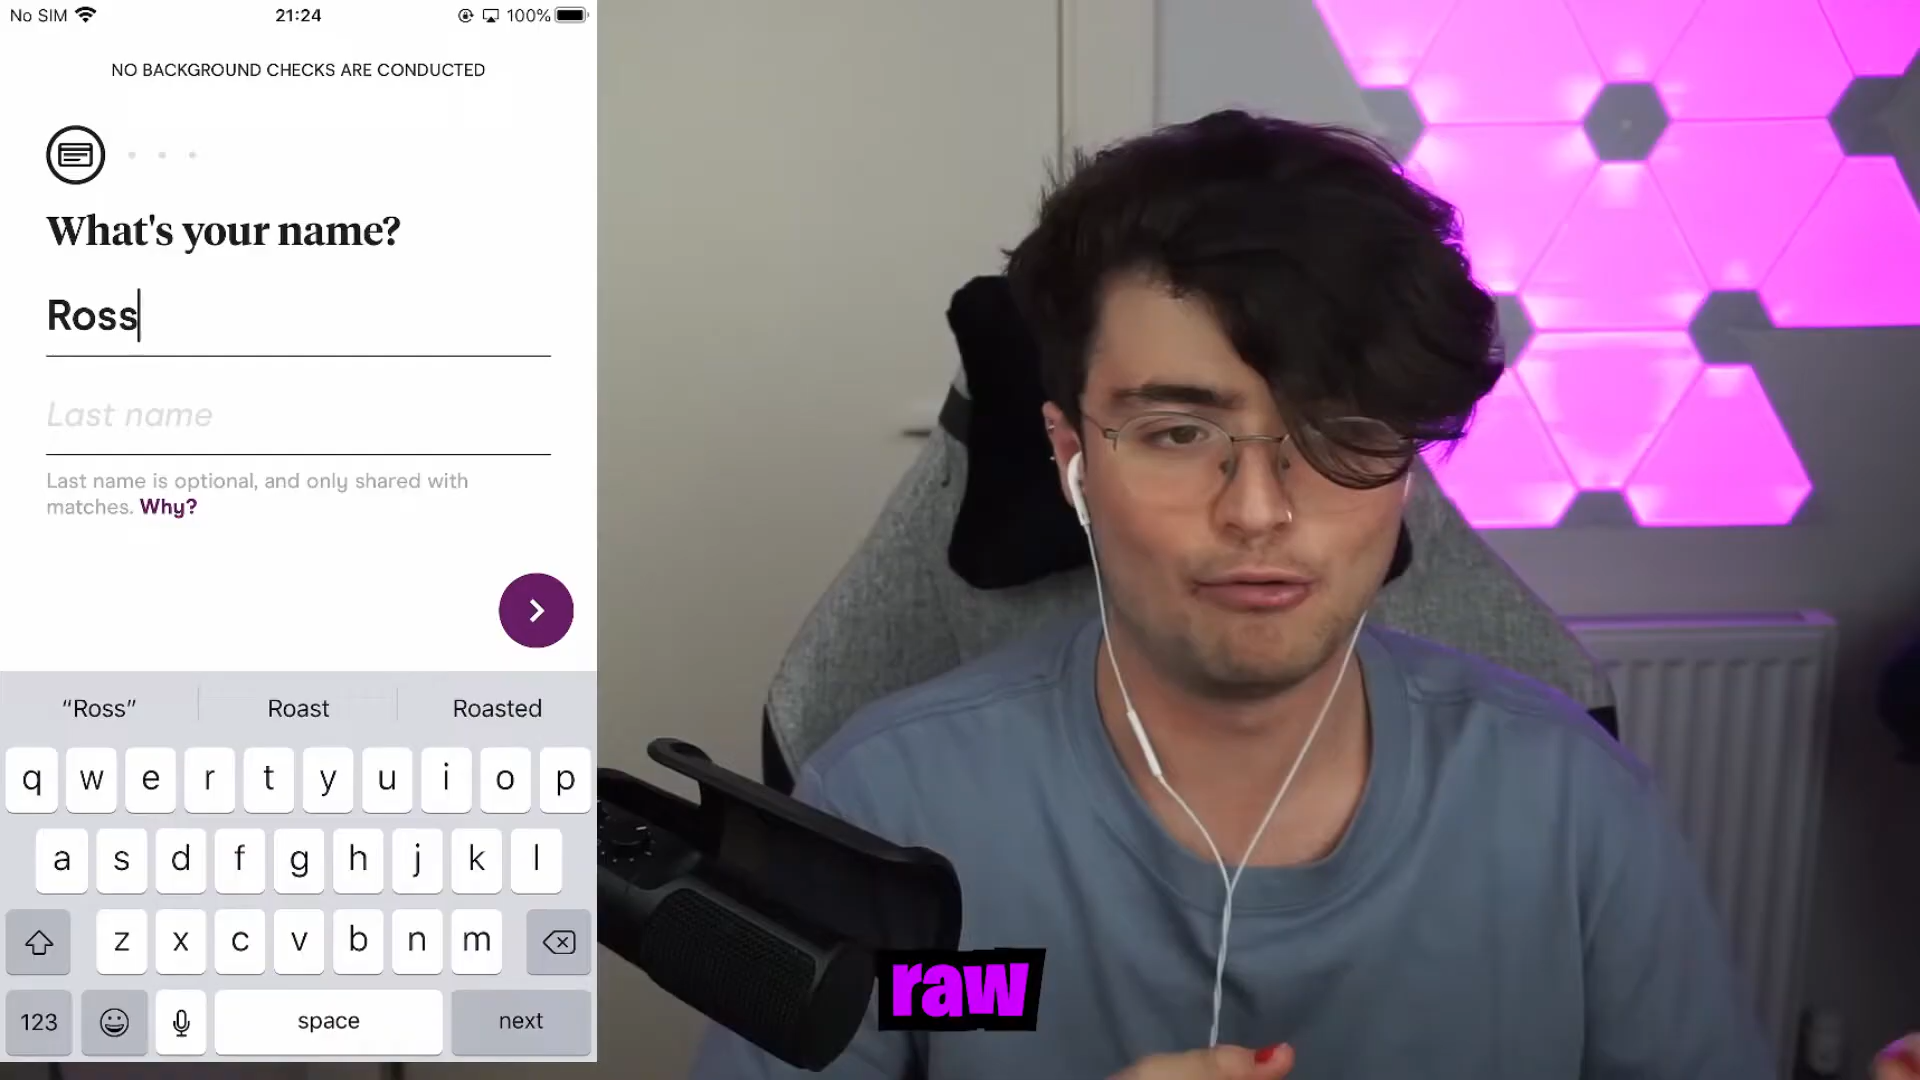 No SIM 21:24 100%
NO BACKGROUND CHECKS ARE CONDUCTED
What's your name?
Ross
Last name
Last name is optional, and only shared with
matches. Why?
“Ross” Roast Roasted
q w e r t y u i o p
a s d f g h j k l
z x c v b n m
123 space next
raw